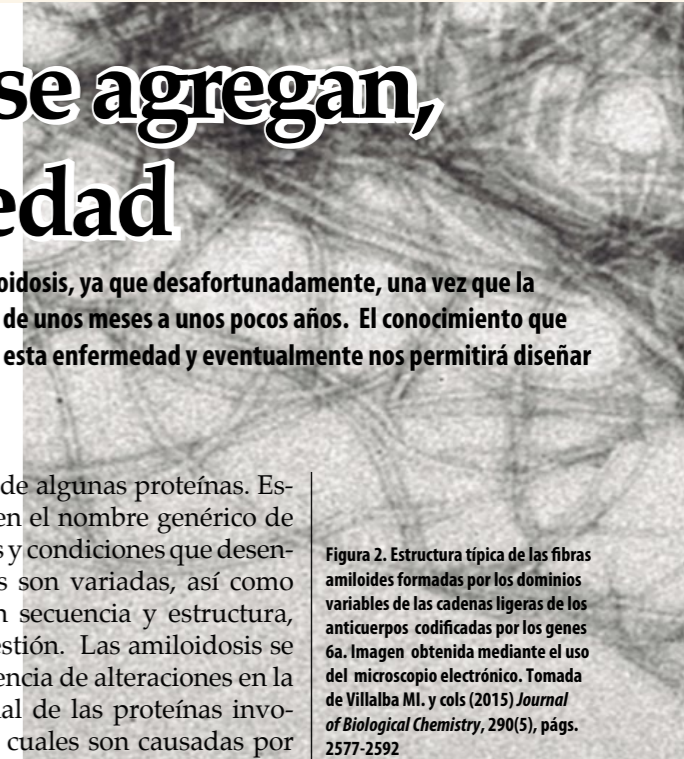 se agregan,
edad
oidosis, ya que desafortunadamente, una vez que la
de unos meses a unos pocos años. El conocimiento que
esta enfermedad y eventualmente nos permitirá diseñar
de algunas proteínas. Es-
en el nombre genérico de
s y condiciones que desen-
s son variadas, así como
n secuencia y estructura,
estión. Las amiloidosis se
encia de alteraciones en la
al de las proteínas invo-
cuales son causadas por
Figura 2. Estructura típica de las fibras
amiloides formadas por los dominios
variables de las cadenas ligeras de los
anticuerpos codificadas por los genes
6a. Imagen obtenida mediante el uso
del microscopio electrónico. Tomada
de Villalba MI. y cols (2015) Journal
of Biological Chemistry, 290(5), págs.
2577-2592